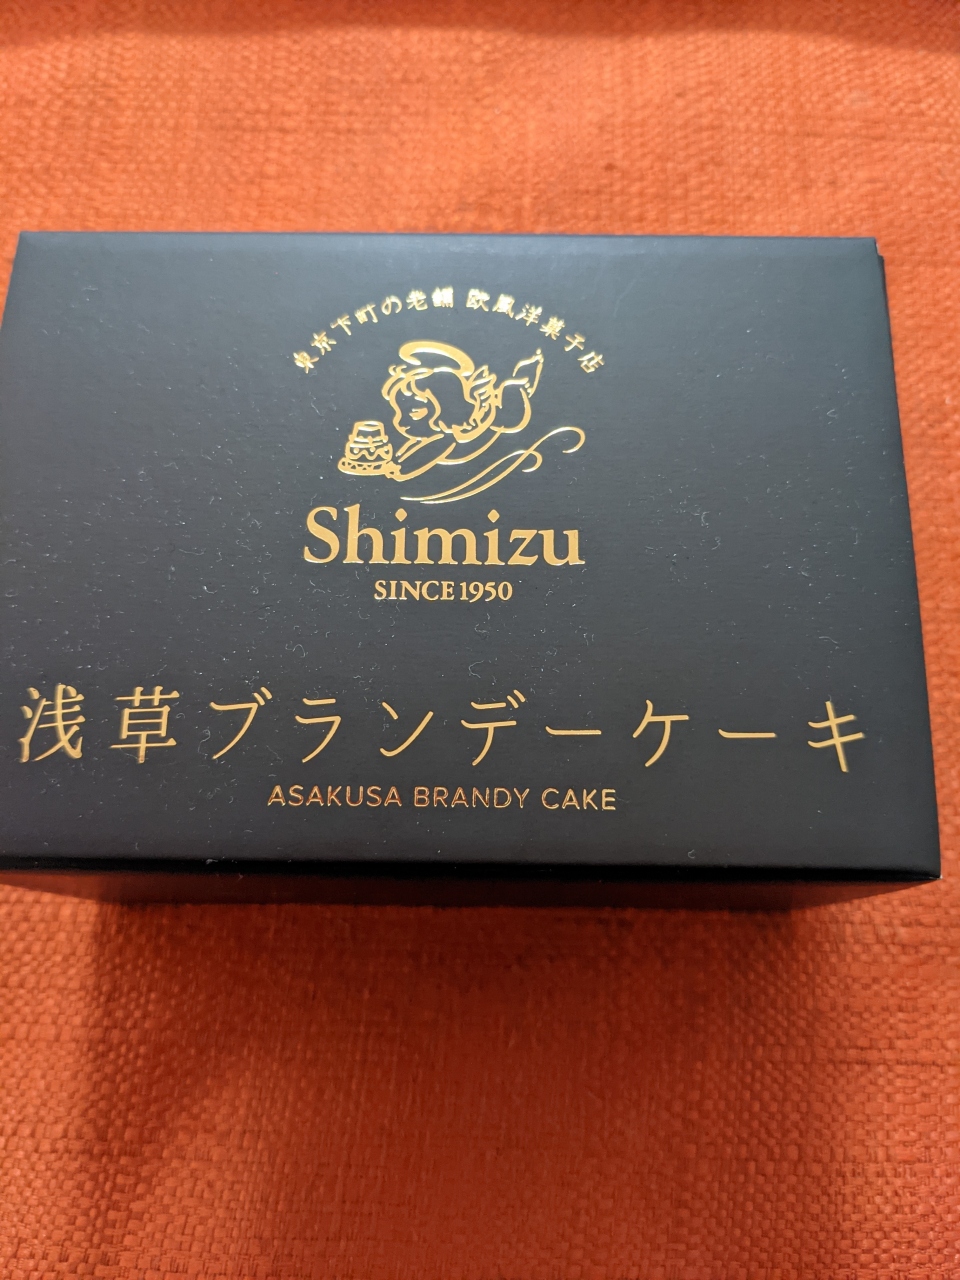 東京下町の老舗 欧風洋菓子店
Shimizu
SINCE 1950
浅草ブランデーケーキ
ASAKUSA BRANDY CAKE